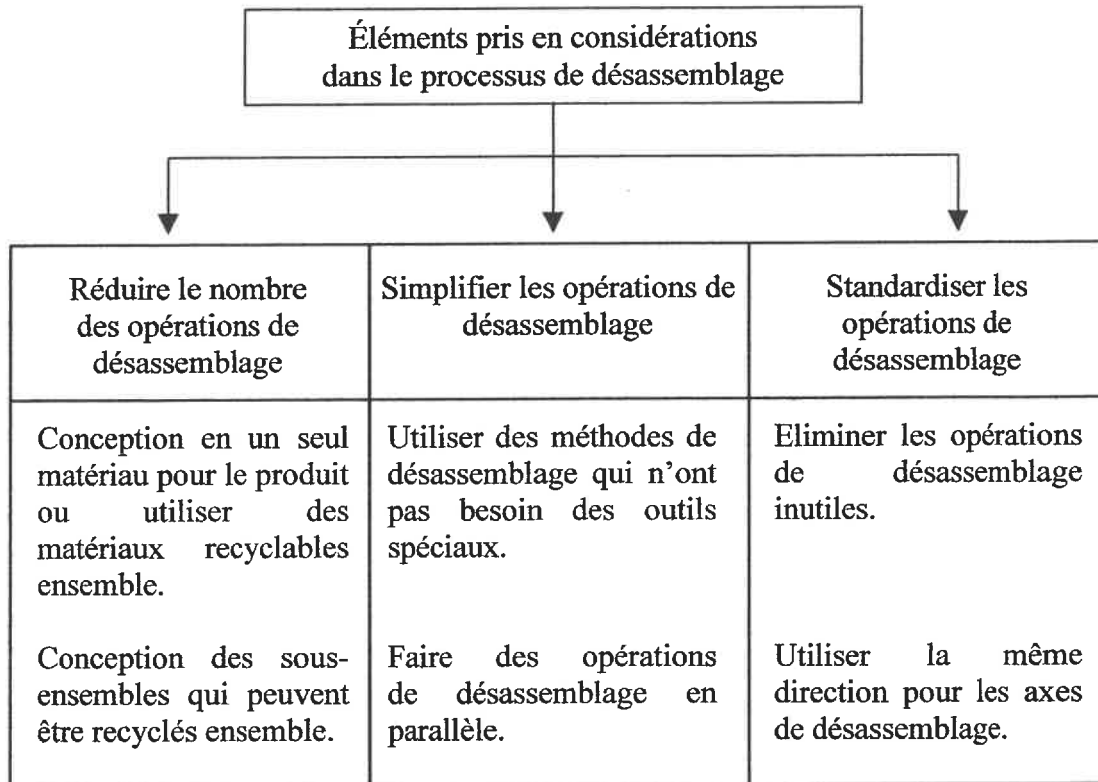 Éléments pris en considérations
dans le processus de désassemblage
Réduire le nombre
des opérations de
désassemblage
Simplifier les opérations de
désassemblage
Standardiser les
opérations de
désassemblage
Conception en un seul
matériau pour le produit
ou utiliser des
matériaux recyclables
ensemble.
Utiliser des méthodes de
désassemblage qui n'ont
pas besoin des outils
spéciaux.
Eliminer les opérations
de désassemblage
inutiles.
Conception des sous-
ensembles qui peuvent
être recyclés ensemble.
Faire des opérations
de désassemblage en
parallèle.
Utiliser la même
direction pour les axes
de désassemblage.